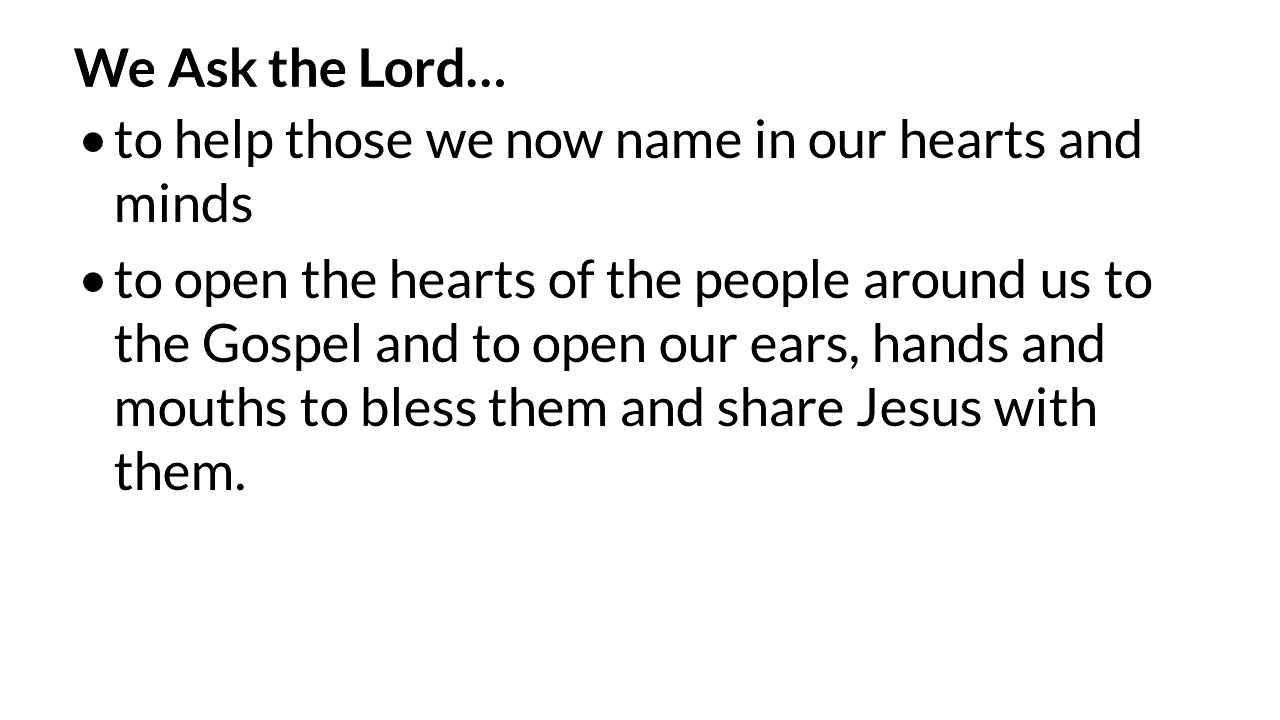 We Ask the Lord...
• to help those we now name in our hearts and
minds
• to open the hearts of the people around us to
the Gospel and to open our ears, hands and
mouths to bless them and share Jesus with
them.